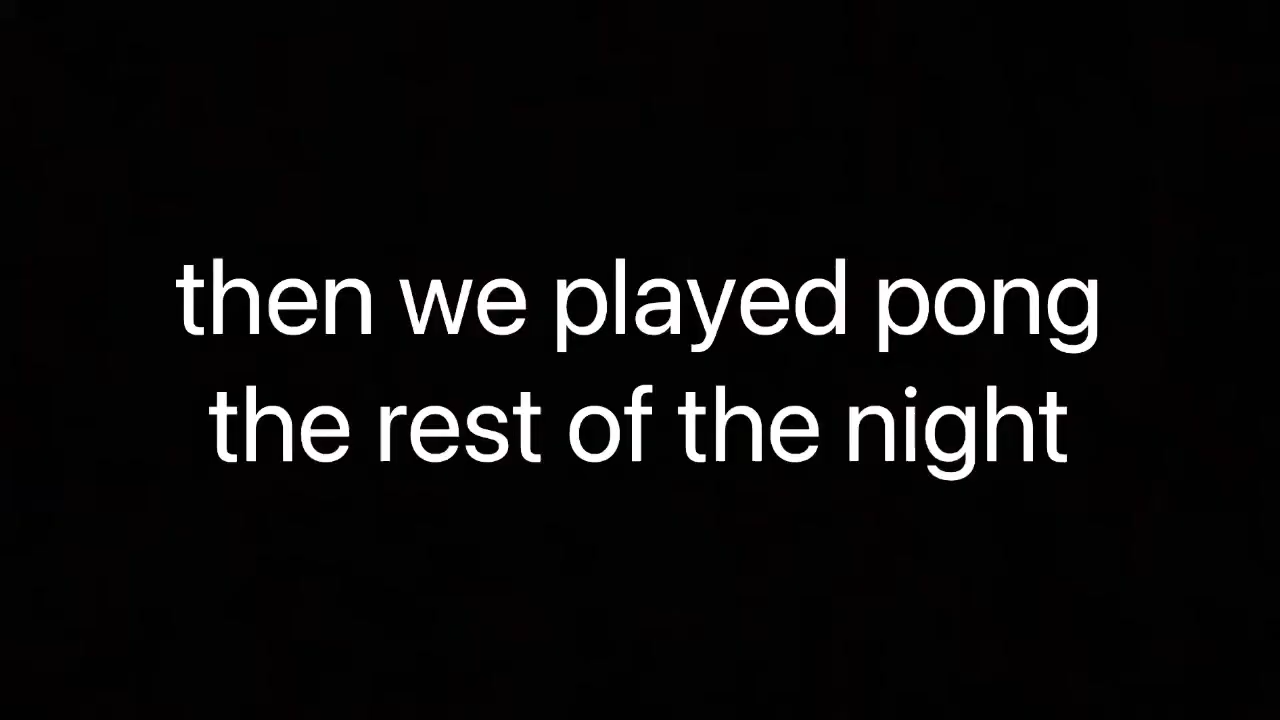 then we played pong
the rest of the night